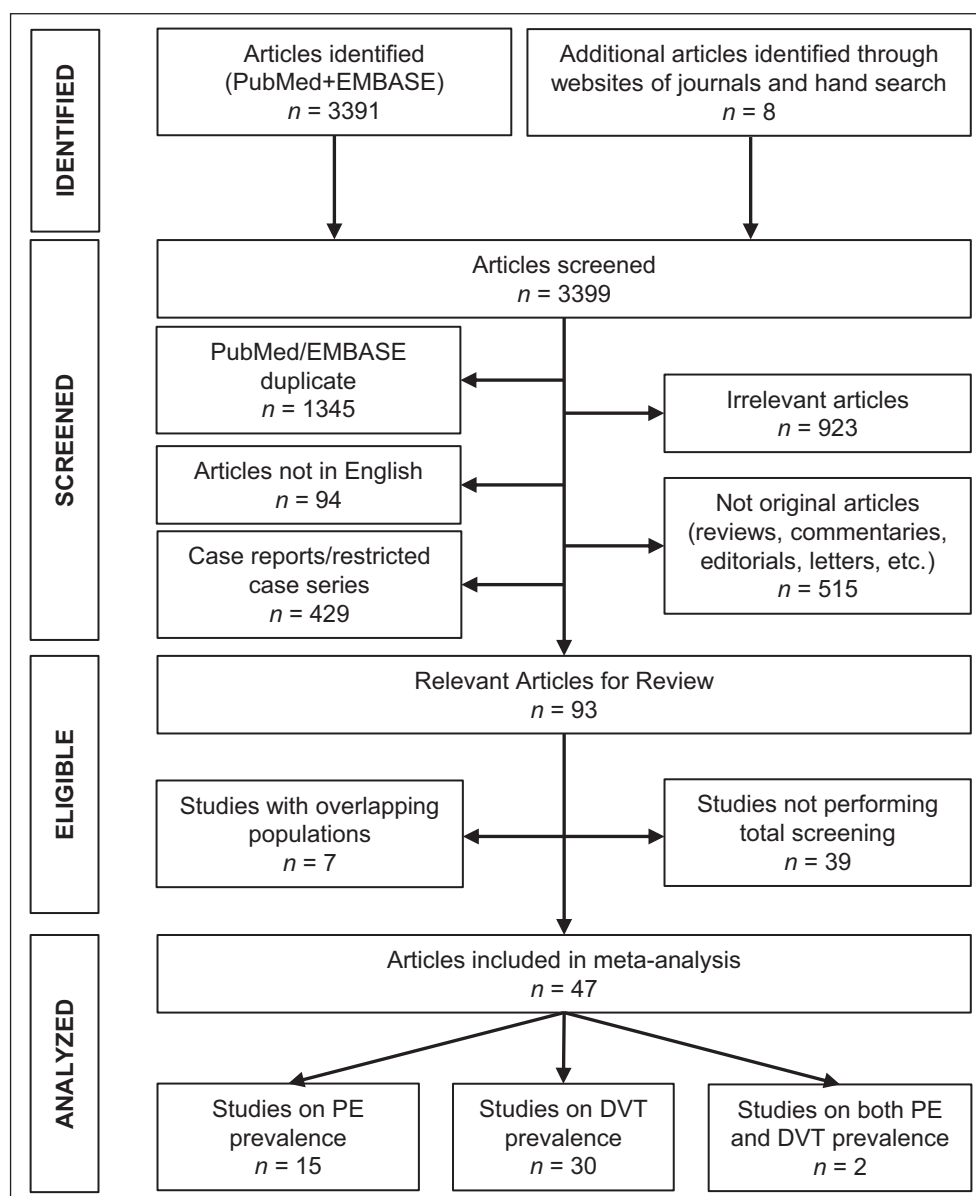 IDENTIFIED
Articles identified
(PubMed+EMBASE)
n = 3391
Additional articles identified through
websites of journals and hand search
n = 8
SCREENED
Articles screened
n = 3399
PubMed/EMBASE
duplicate
n = 1345
Irrelevant articles
n = 923
Articles not in English
n = 94
Not original articles
(reviews, commentaries,
editorials, letters, etc.)
n = 515
Case reports/restricted
case series
n = 429
ELIGIBLE
Relevant Articles for Review
n = 93
Studies with overlapping
populations
n = 7
Studies not performing
total screening
n = 39
ANALYZED
Articles included in meta-analysis
n = 47
Studies on PE
prevalence
n = 15
Studies on DVT
prevalence
n = 30
Studies on both PE
and DVT prevalence
n = 2